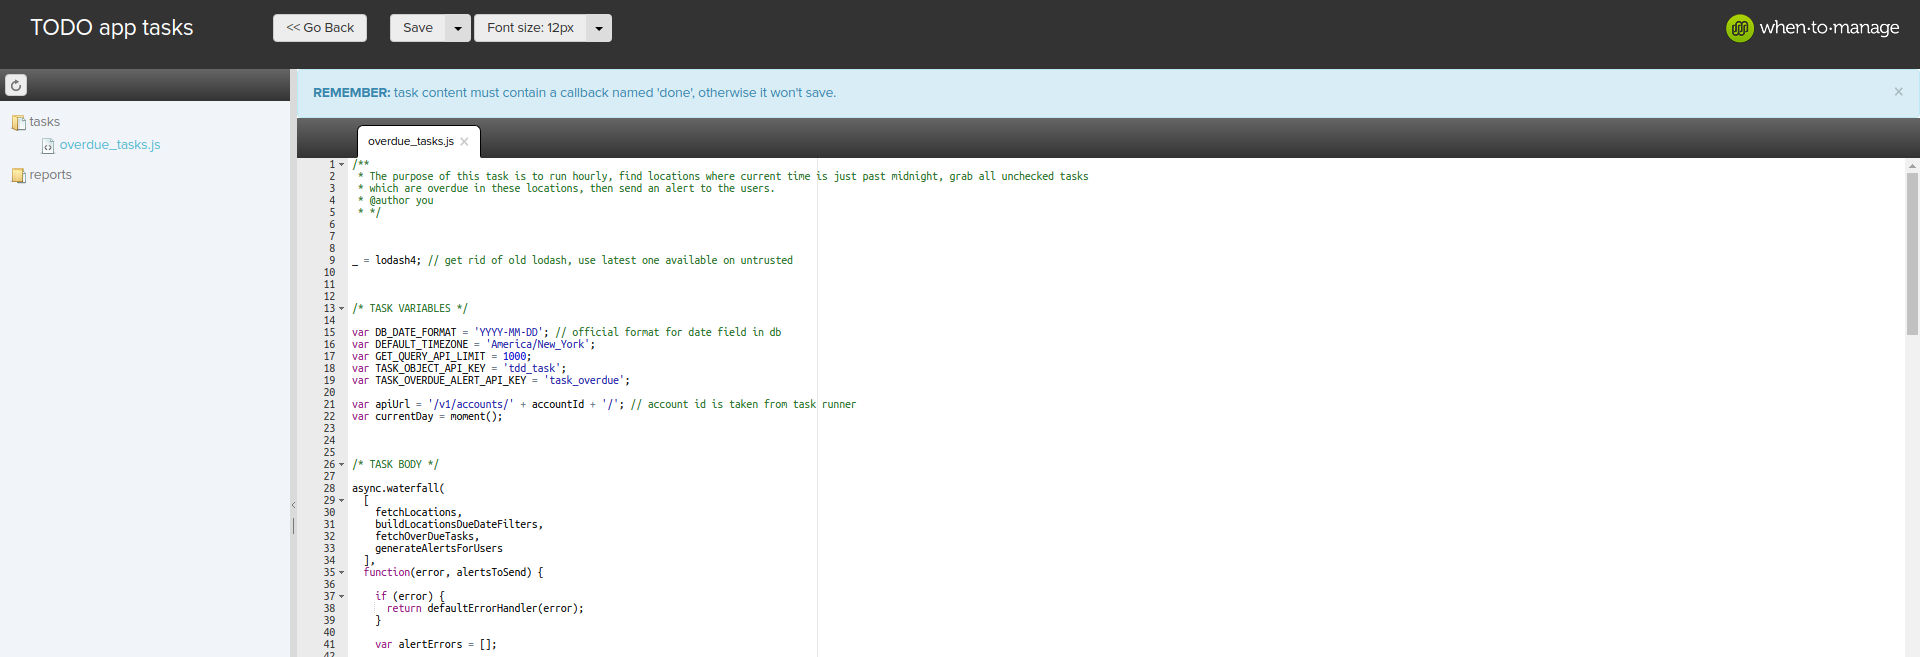 TODO app tasks
<< Go Back
Save
Font size: 12px
when·to·manage
REMEMBER: task content must contain a callback named 'done', otherwise it won't save.
×
tasks
overdue_tasks.js
reports
overdue_tasks.js ×
1 /**
2 * The purpose of this task is to run hourly, find locations where current time is just past midnight, grab all unchecked tasks
3 * which are overdue in these locations, then send an alert to the users.
4 * @author you
5 * */
6
7
8
9 _ = lodash4; // get rid of old lodash, use latest one available on untrusted
10
11
12
13 /* TASK VARIABLES */
14
15 var DB_DATE_FORMAT = 'YYYY-MM-DD'; // official format for date field in db
16 var DEFAULT_TIMEZONE = 'America/New_York';
17 var GET_QUERY_API_LIMIT = 1000;
18 var TASK_OBJECT_API_KEY = 'tdd_task';
19 var TASK_OVERDUE_ALERT_API_KEY = 'task_overdue';
20
21 var apiUrl = '/v1/accounts/' + accountId + '/'; // account id is taken from task runner
22 var currentDay = moment();
23
24
25
26 /* TASK BODY */
27
28 async.waterfall(
29 [
30 fetchLocations,
31 buildLocationsDueDateFilters,
32 fetchOverDueTasks,
33 generateAlertsForUsers
34 ],
35 function(error, alertsToSend) {
36
37 if (error) {
38 return defaultErrorHandler(error);
39 }
40
41 var alertErrors = [];
42